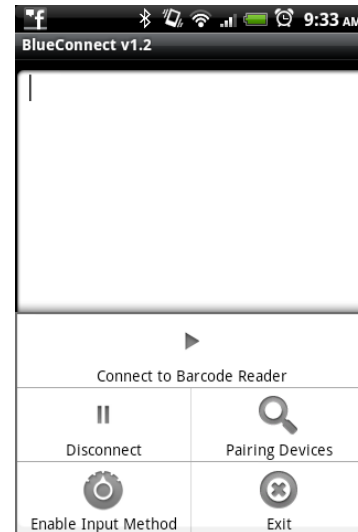 9:33 AM
BlueConnect v1.2
Connect to Barcode Reader
Disconnect
Pairing Devices
Enable Input Method
Exit